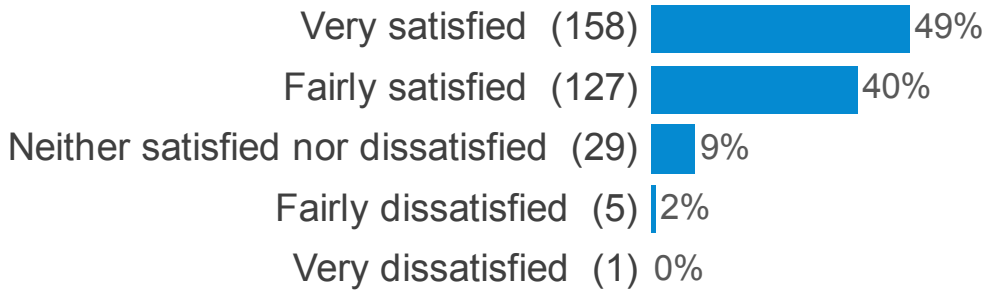 Very satisfied (158) 49%
Fairly satisfied (127) 40%
Neither satisfied nor dissatisfied (29) 9%
Fairly dissatisfied (5) 2%
Very dissatisfied (1) 0%